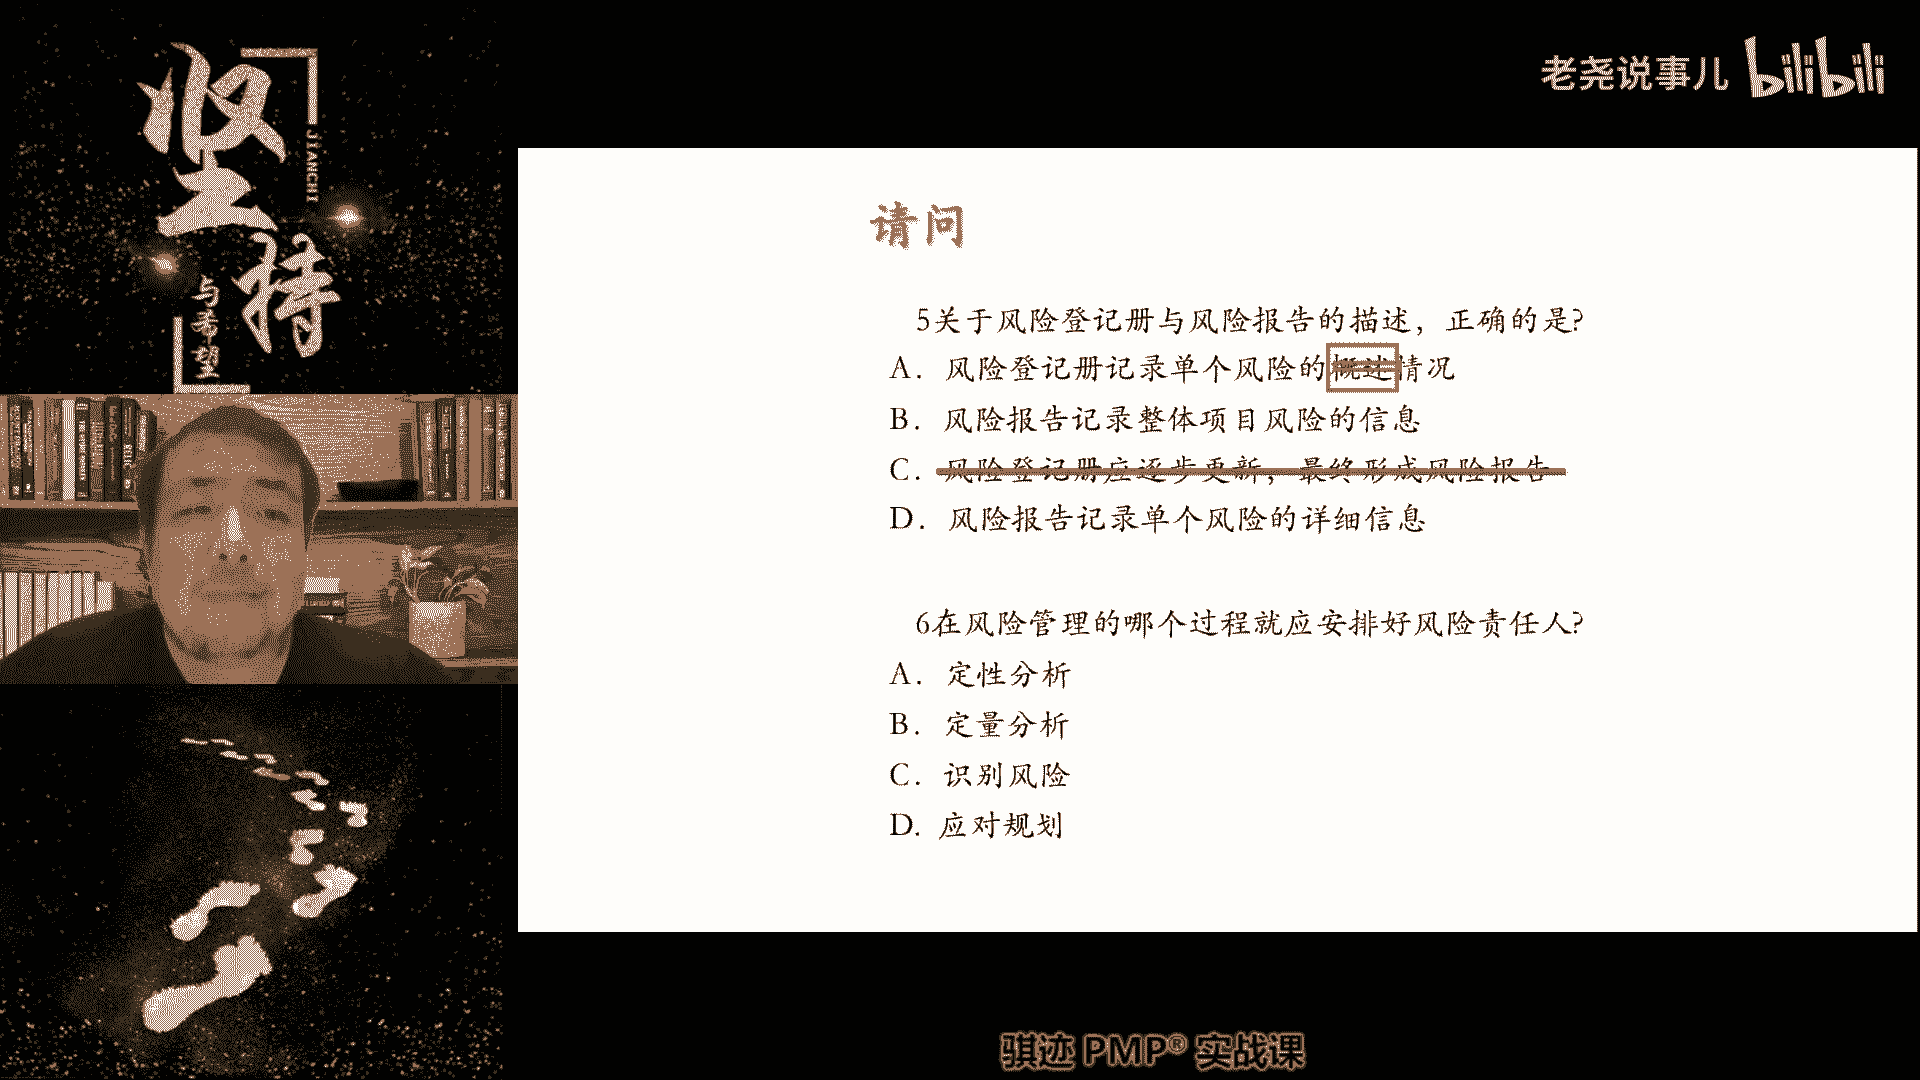 坚持
JIANCHI
与希望
老尧说事儿 bilibili
请问
5关于风险登记册与风险报告的描述，正确的是?
A. 风险登记册记录单个风险的概述情况
B. 风险报告记录整体项目风险的信息
C. 风险登记册应逐步更新，最终形成风险报告
D. 风险报告记录单个风险的详细信息
6在风险管理的哪个过程就应安排好风险责任人?
A. 定性分析
B. 定量分析
C. 识别风险
D. 应对规划
骐迹 PMP® 实战课